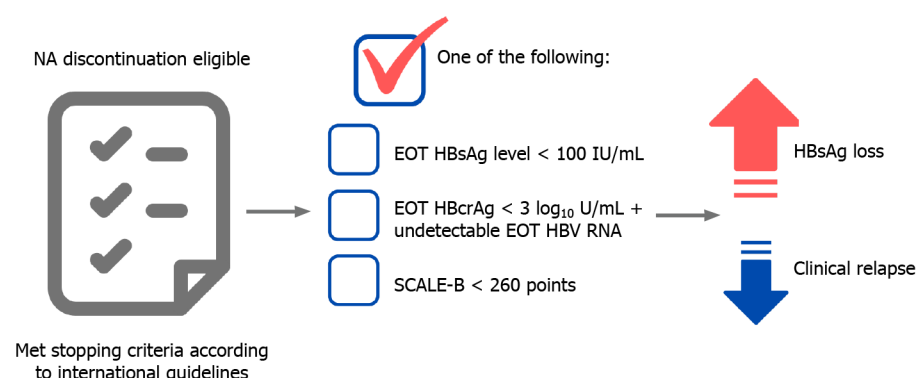 NA discontinuation eligible
Met stopping criteria according
to international guidelines
One of the following:
EOT HBsAg level < 100 IU/mL
EOT HBcrAg < 3 log₁₀ U/mL +
undetectable EOT HBV RNA
SCALE-B < 260 points
HBsAg loss
Clinical relapse